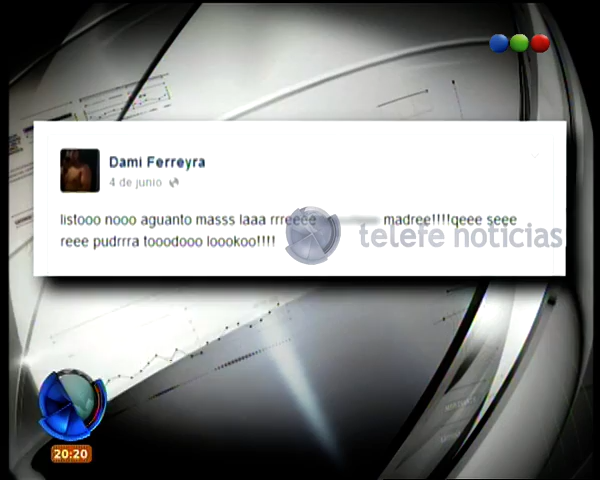 Dami Ferreyra
4 de junio
listooo nooo aguanto masss laaa rrreeee madree!!!!qeee seee
reee pudrrra tooodooo loookoo!!!!
telefe noticias
20:20